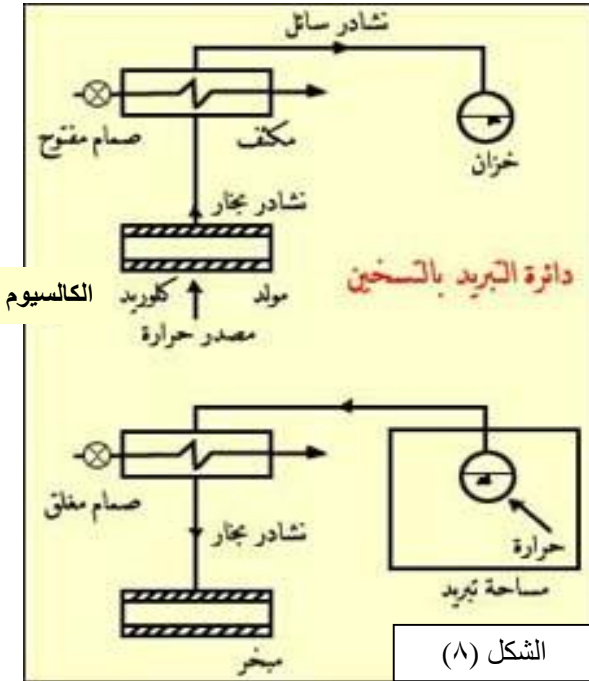 نشادر سائل
صمام مفتوح
مكثف
خزان
نشادر بخار
دائرة التبريد بالتسخين
الكالسيوم
كلوريد
مولد
مصدر حرارة
صمام مغلق
نشادر بخار
حرارة
مساحة تبريد
مبخر
الشكل (٨)